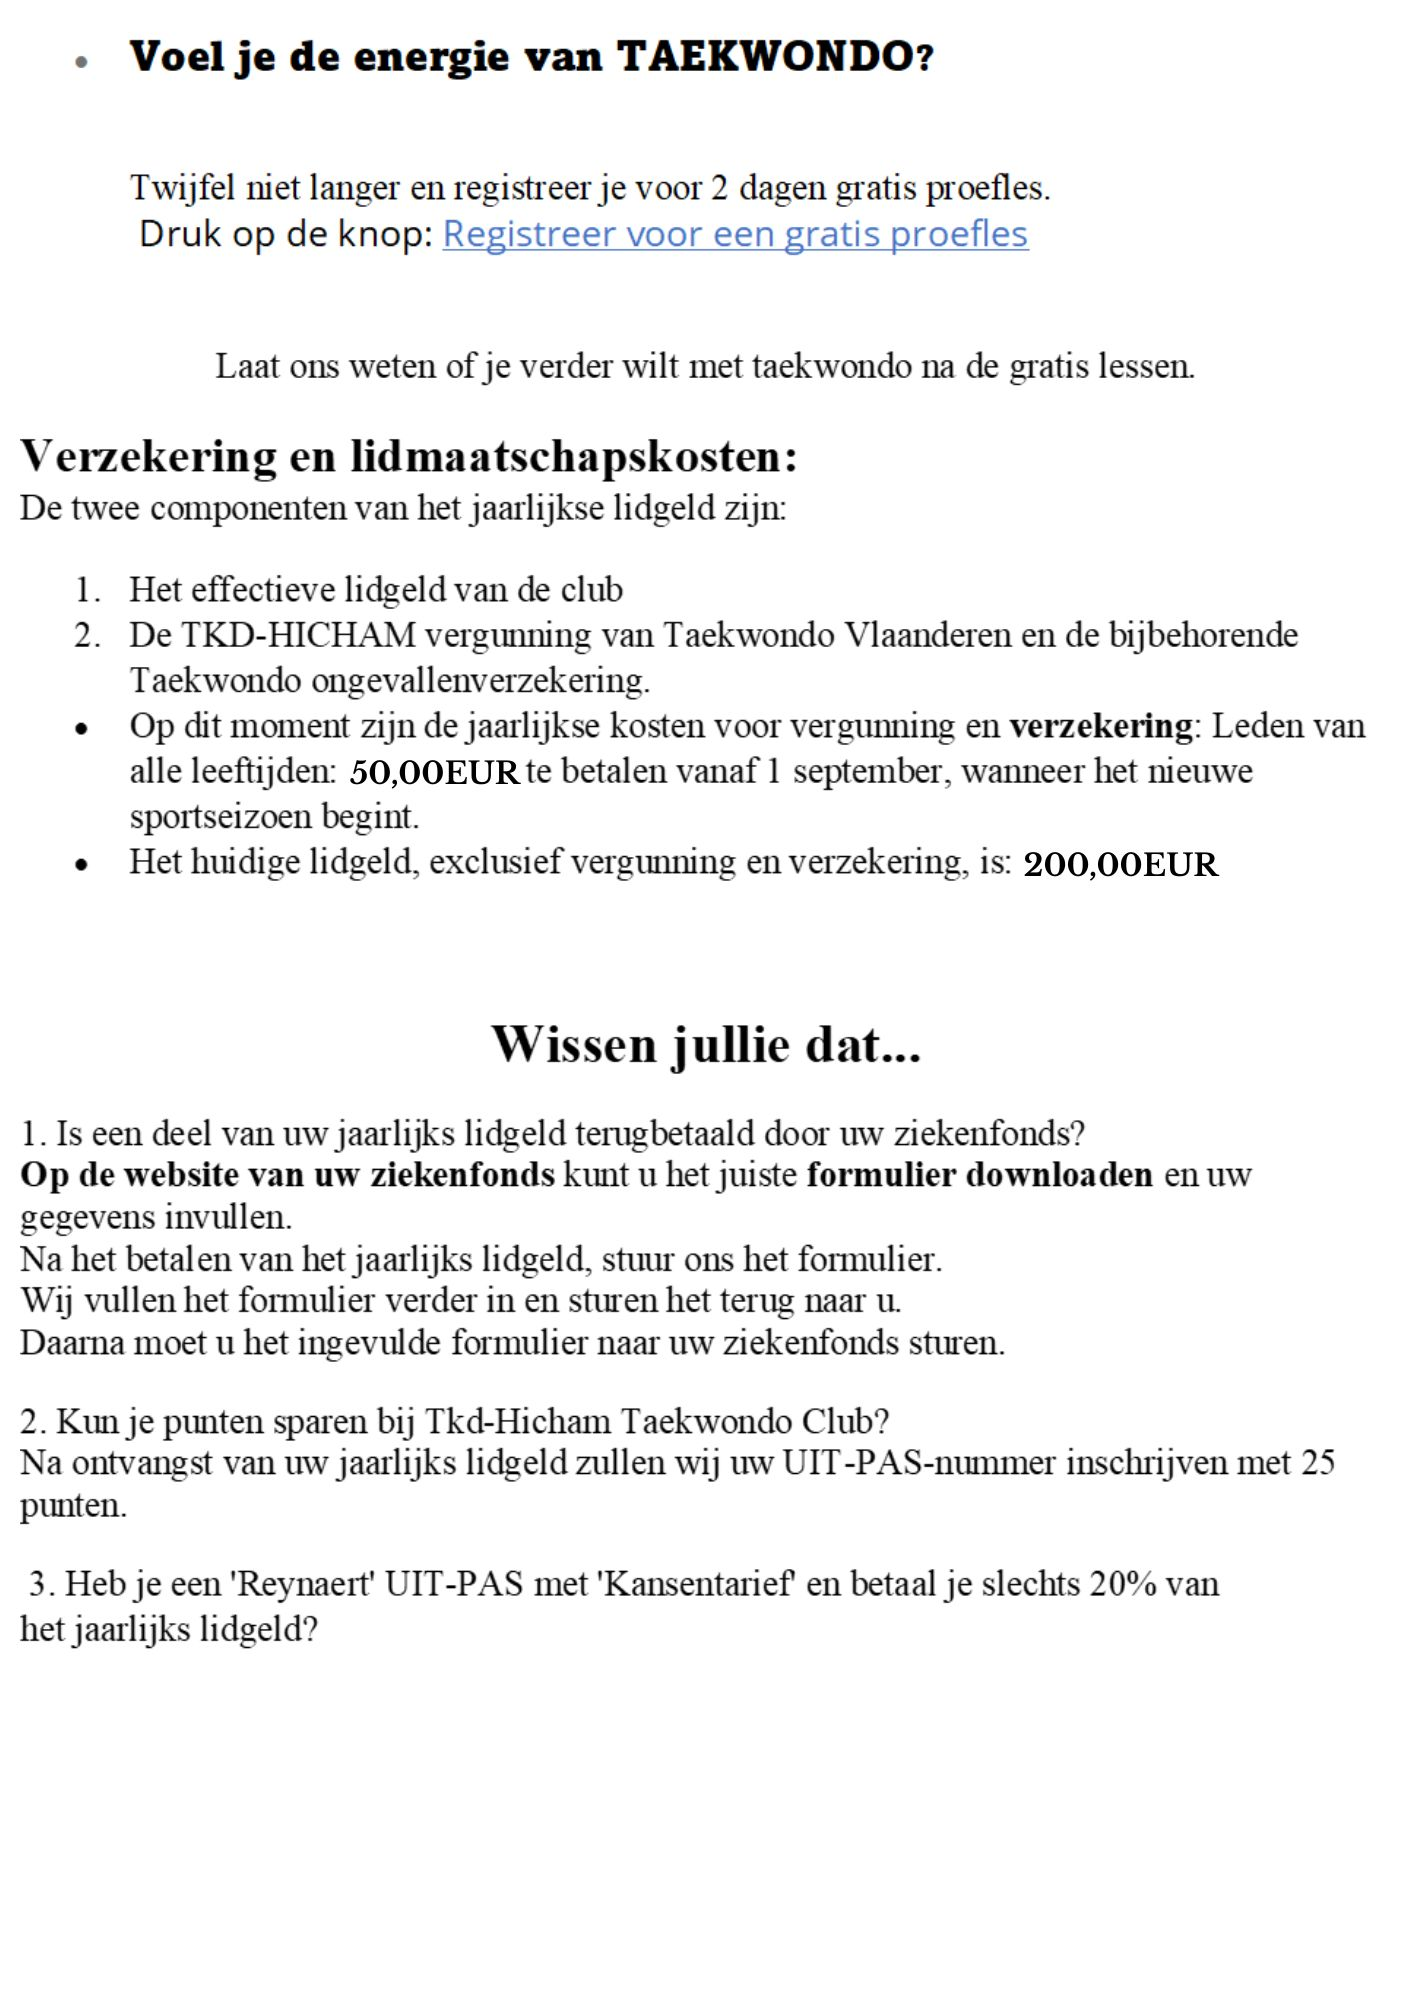 • Voel je de energie van TAEKWONDO?
Twijfel niet langer en registreer je voor 2 dagen gratis proefles.
Druk op de knop: Registreer voor een gratis proefles
Laat ons weten of je verder wilt met taekwondo na de gratis lessen.
Verzekering en lidmaatschapskosten:
De twee componenten van het jaarlijkse lidgeld zijn:
1. Het effectieve lidgeld van de club
2. De TKD-HICHAM vergunning van Taekwondo Vlaanderen en de bijbehorende
Taekwondo ongevallenverzekering.
• Op dit moment zijn de jaarlijkse kosten voor vergunning en verzekering: Leden van
alle leeftijden: 50,00EUR te betalen vanaf 1 september, wanneer het nieuwe
sportseizoen begint.
• Het huidige lidgeld, exclusief vergunning en verzekering, is: 200,00EUR
Wissen jullie dat...
1. Is een deel van uw jaarlijks lidgeld terugbetaald door uw ziekenfonds?
Op de website van uw ziekenfonds kunt u het juiste formulier downloaden en uw
gegevens invullen.
Na het betalen van het jaarlijks lidgeld, stuur ons het formulier.
Wij vullen het formulier verder in en sturen het terug naar u.
Daarna moet u het ingevulde formulier naar uw ziekenfonds sturen.
2. Kun je punten sparen bij Tkd-Hicham Taekwondo Club?
Na ontvangst van uw jaarlijks lidgeld zullen wij uw UIT-PAS-nummer inschrijven met 25
punten.
3. Heb je een 'Reynaert' UIT-PAS met 'Kansentarief' en betaal je slechts 20% van
het jaarlijks lidgeld?